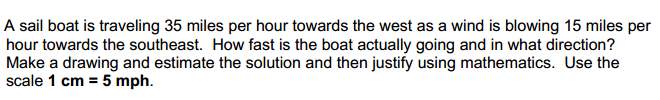 A sail boat is traveling 35 miles per hour towards the west as a wind is blowing 15 miles per
hour towards the southeast.  How fast is the boat actually going and in what direction?
Make a drawing and estimate the solution and then justify using mathematics.  Use the
scale 1 cm = 5 mph.